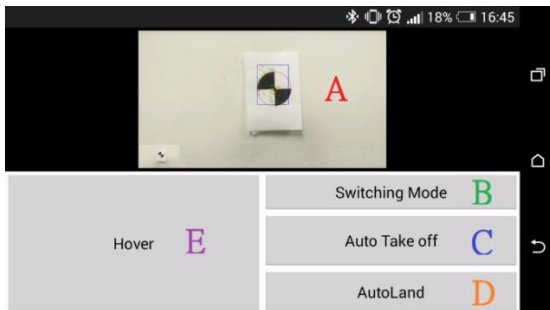 18% 16:45
A
Switching Mode B
Hover E
Auto Take off C
AutoLand D